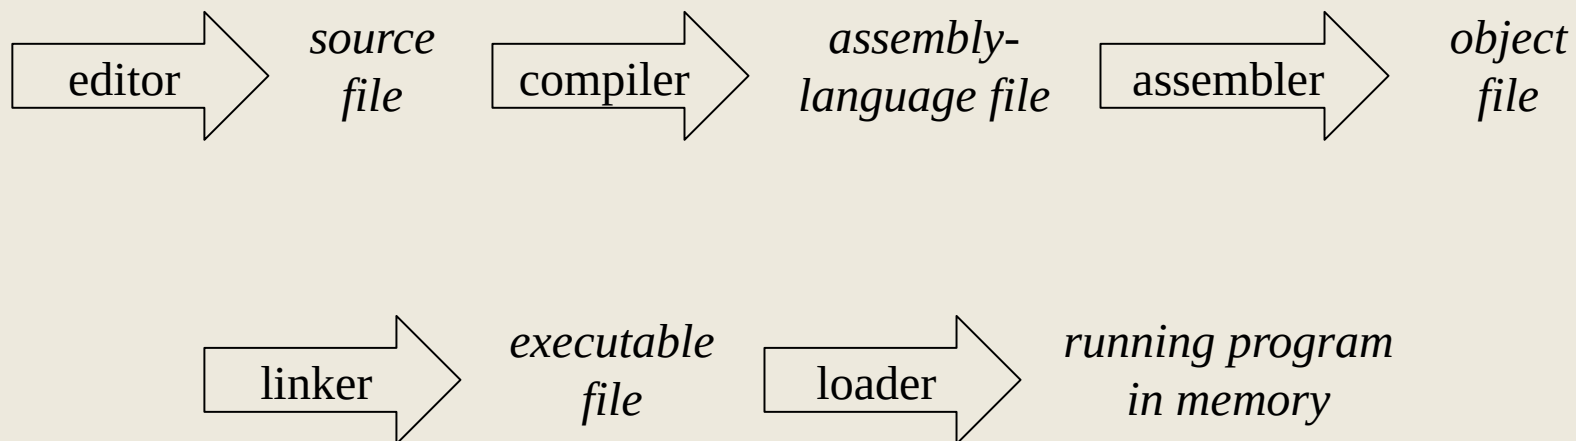 editor
source
file
compiler
assembly-
language file
assembler
object
file
linker
executable
file
loader
running program
in memory